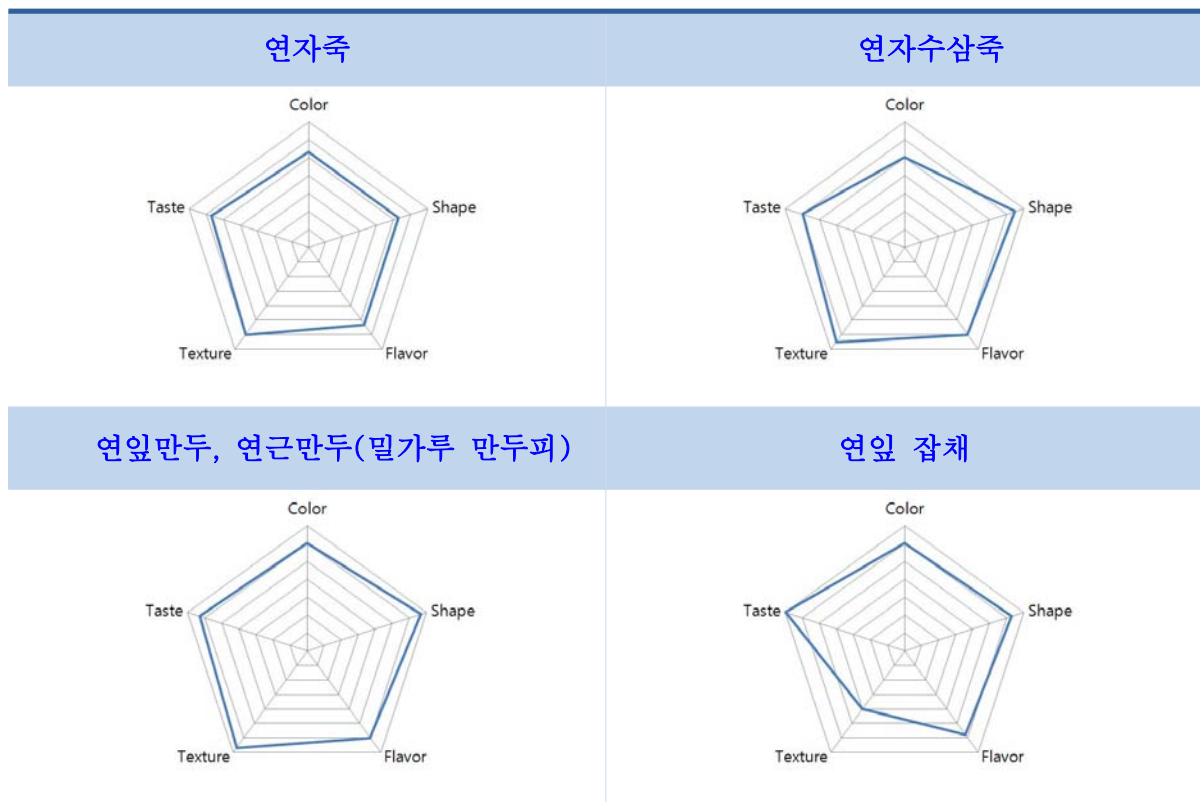 연자죽
연자수삼죽
Color
Taste
Shape
Texture
Flavor
Color
Taste
Shape
Texture
Flavor
연잎만두, 연근만두(밀가루 만두피)
연잎 잡채
Color
Taste
Shape
Texture
Flavor
Color
Taste
Shape
Texture
Flavor